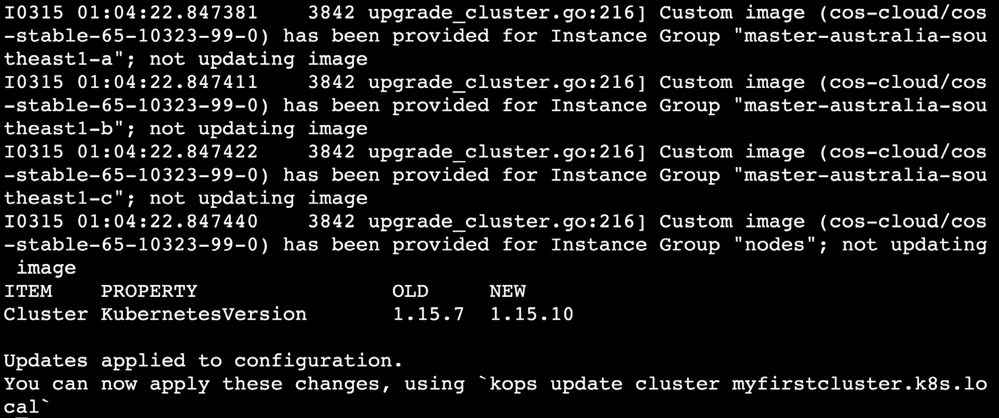 I0315 01:04:22.847381    3842 upgrade_cluster.go:216] Custom image (cos-cloud/cos
-stable-65-10323-99-0) has been provided for Instance Group "master-australia-sou
theast1-a"; not updating image
I0315 01:04:22.847411    3842 upgrade_cluster.go:216] Custom image (cos-cloud/cos
-stable-65-10323-99-0) has been provided for Instance Group "master-australia-sou
theast1-b"; not updating image
I0315 01:04:22.847422    3842 upgrade_cluster.go:216] Custom image (cos-cloud/cos
-stable-65-10323-99-0) has been provided for Instance Group "master-australia-sou
theast1-c"; not updating image
I0315 01:04:22.847440    3842 upgrade_cluster.go:216] Custom image (cos-cloud/cos
-stable-65-10323-99-0) has been provided for Instance Group "nodes"; not updating
 image
ITEM    PROPERTY                OLD     NEW
Cluster KubernetesVersion       1.15.7  1.15.10

Updates applied to configuration.
You can now apply these changes, using `kops update cluster myfirstcluster.k8s.lo
cal`